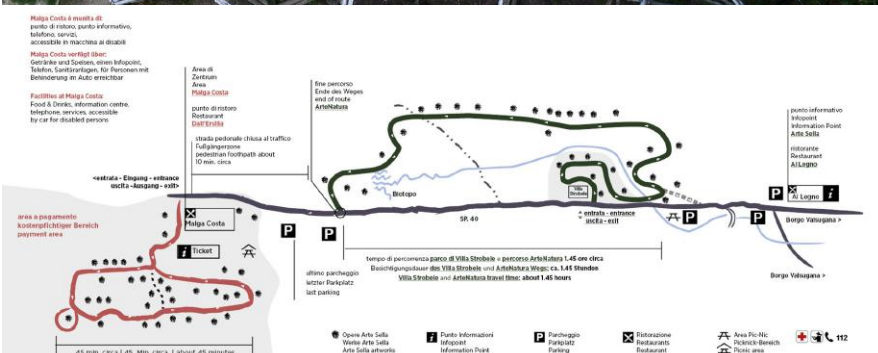 Malga Costa é munita di:
punto di ristoro, punto informativo,
telefono, servizi,
accessibile in macchina ai disabili
Malga Costa verfügt über:
Getränke und Speisen, einen Infopoint,
Telefon, Sanitäranlagen, für Personen mit
Behinderung im Auto erreichbar
Facilities at Malga Costa:
Food & Drinks, information centre,
telephone, services, accessible
by car for disabled persons
Area di
Zentrum
Area
Malga Costa
punto di ristoro
Restaurant
Dall'Ersilia
strada pedonale chiusa al traffico
Fußgängerzone
pedestrian footpath about
10 min. circa
fine percorso
Ende des Weges
end of route
ArteNatura
punto informativo
Infopoint
Information Point
Arte Sella
ristorante
Restaurant
Al Legno
<entrata - Eingang - entrance
uscita - Ausgang - exit>
area a pagamento
kostenpflichtiger Bereich
payment area
Malga Costa
i Ticket
P
P
Biotopo
SP. 40
Villa
Strobele
entrata - entrance
uscita - exit
P
P
P
Al Legno
i
Borgo Valsugana >
Borgo Valsugana >
ultimo parcheggio
letzter Parkplatz
last parking
tempo di percorrenza parco di Villa Strobele e percorso ArteNatura 1.45 ore circa
Besichtigungsdauer des Villa Strobele und ArteNatura Wegs; ca. 1.45 Stunden
Villa Strobele and ArteNatura travel time: about 1.45 hours
45 min. circa | 45. Min. circa | about 45 minutes
Opere Arte Sella
Werke Arte Sella
Arte Sella artworks
i
Punto Informazioni
Infopoint
Information Point
P
Parcheggio
Parkplatz
Parking
Ristorazione
Restaurants
Restaurant
Area Pic-Nic
Picknick-Bereich
Picnic area
112